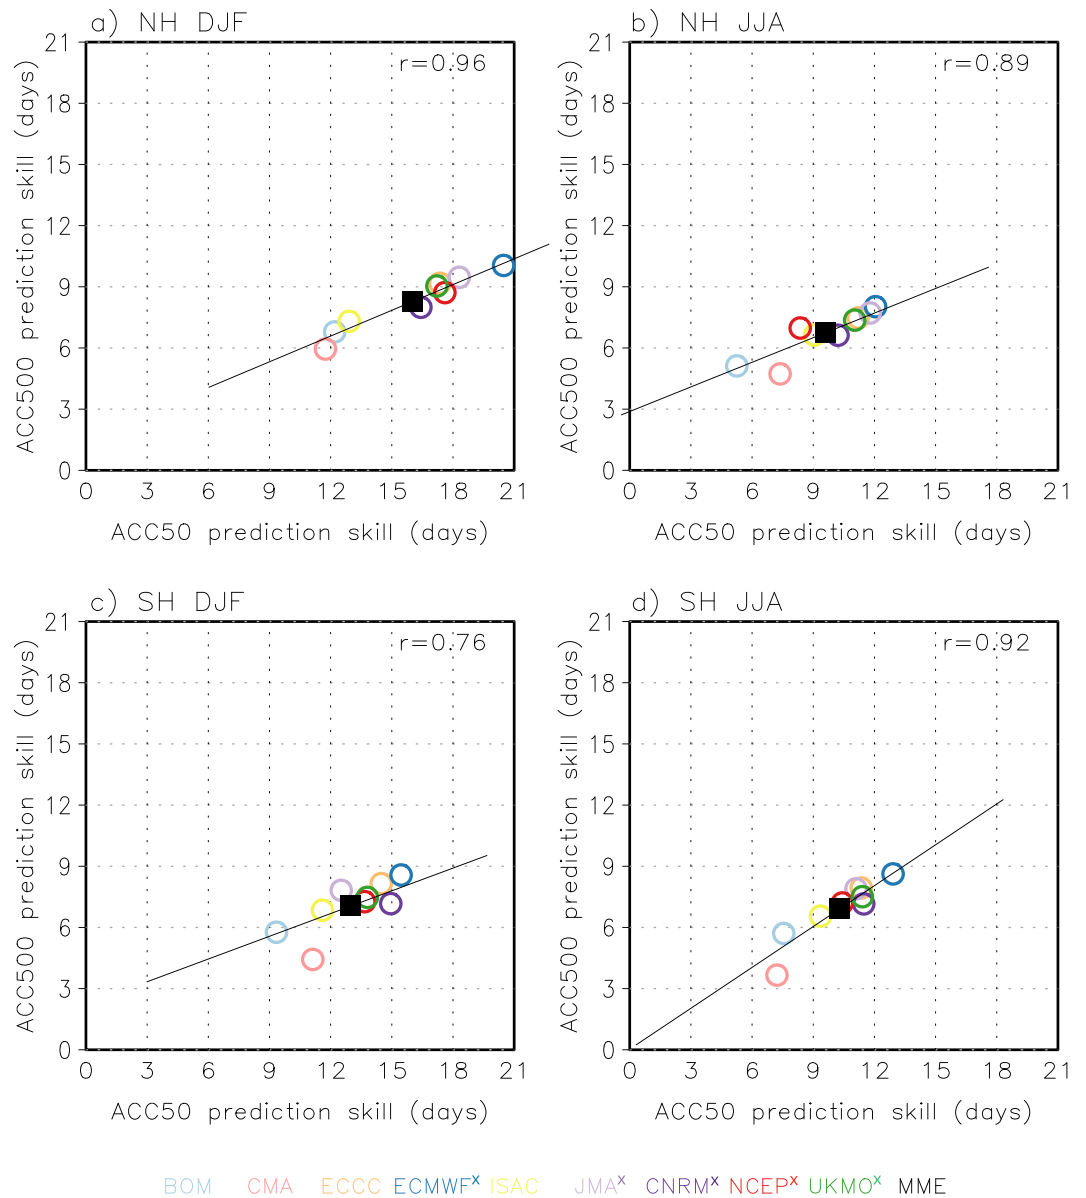 a) NH DJF
r=0.96
ACC500 prediction skill (days)
21
18
15
12
9
6
3
0
0 3 6 9 12 15 18 21
ACC50 prediction skill (days)
b) NH JJA
r=0.89
ACC500 prediction skill (days)
21
18
15
12
9
6
3
0
0 3 6 9 12 15 18 21
ACC50 prediction skill (days)
c) SH DJF
r=0.76
ACC500 prediction skill (days)
21
18
15
12
9
6
3
0
0 3 6 9 12 15 18 21
ACC50 prediction skill (days)
d) SH JJA
r=0.92
ACC500 prediction skill (days)
21
18
15
12
9
6
3
0
0 3 6 9 12 15 18 21
ACC50 prediction skill (days)
BOM CMA ECCC ECMWFˣ ISAC JMAˣ CNRMˣ NCEPˣ UKMOˣ MME